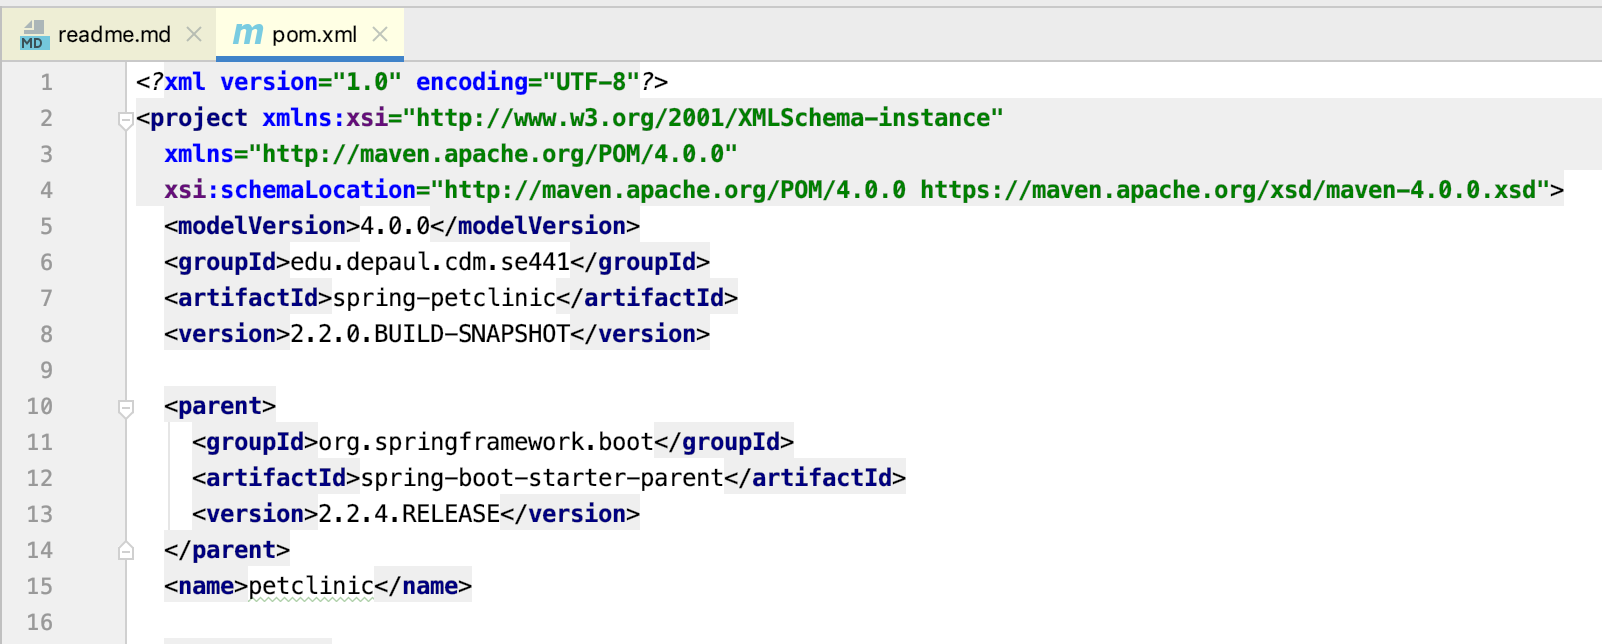 MD readme.md
m pom.xml
1 <?xml version="1.0" encoding="UTF-8"?>
2 <project xmlns:xsi="http://www.w3.org/2001/XMLSchema-instance"
3 xmlns="http://maven.apache.org/POM/4.0.0"
4 xsi:schemaLocation="http://maven.apache.org/POM/4.0.0 https://maven.apache.org/xsd/maven-4.0.0.xsd">
5 <modelVersion>4.0.0</modelVersion>
6 <groupId>edu.depaul.cdm.se441</groupId>
7 <artifactId>spring-petclinic</artifactId>
8 <version>2.2.0.BUILD-SNAPSHOT</version>
9
10 <parent>
11 <groupId>org.springframework.boot</groupId>
12 <artifactId>spring-boot-starter-parent</artifactId>
13 <version>2.2.4.RELEASE</version>
14 </parent>
15 <name>petclinic</name>
16